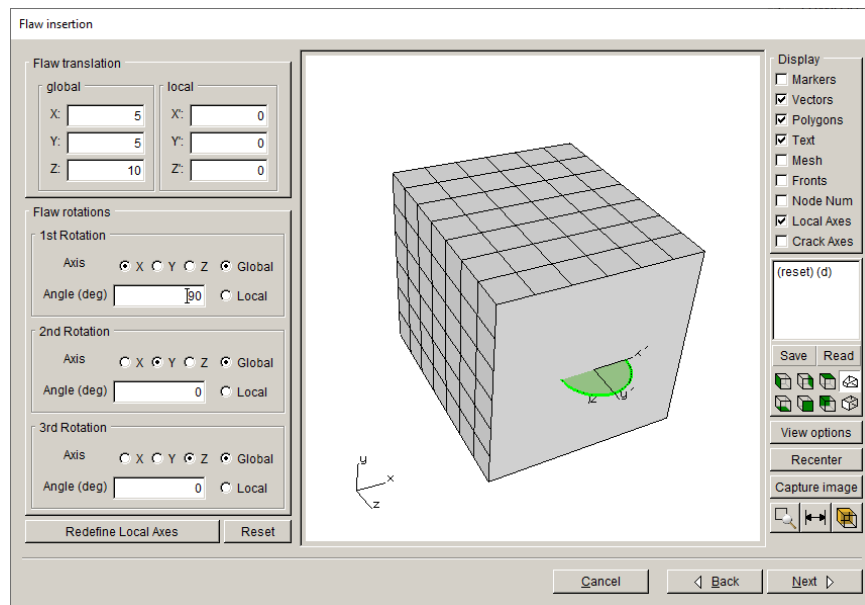 Flaw insertion
Flaw translation
global
X: 5
Y: 5
Z: 10
local
X': 0
Y': 0
Z': 0
Flaw rotations
1st Rotation
Axis X Y Z Global
Angle (deg) 90 Local
2nd Rotation
Axis X Y Z Global
Angle (deg) 0 Local
3rd Rotation
Axis X Y Z Global
Angle (deg) 0 Local
Redefine Local Axes Reset
x'
z' y'
y
x
z
Display
Markers
Vectors
Polygons
Text
Mesh
Fronts
Node Num
Local Axes
Crack Axes
(reset) (d)
Save Read
View options
Recenter
Capture image
Cancel Back Next